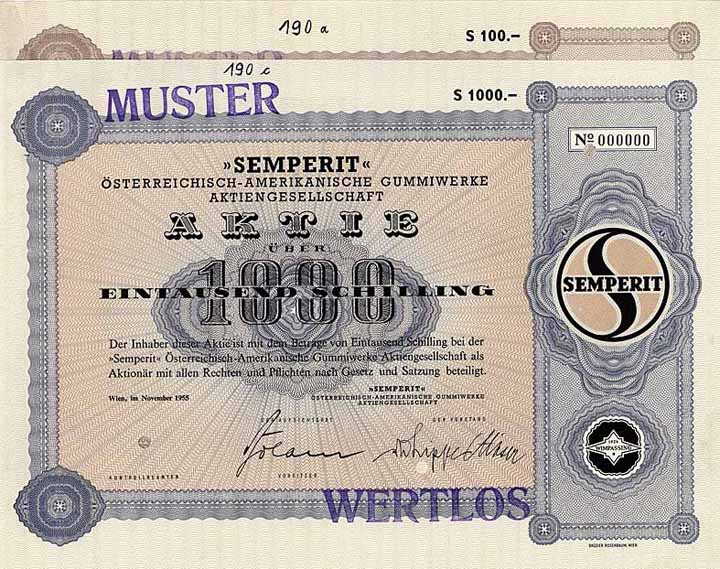 190 a
S 100.-
MUSTER
190 c
MUSTER
S 1000.-
Nº 000000
»SEMPERIT«
ÖSTERREICHISCH-AMERIKANISCHE GUMMIWERKE
AKTIENGESELLSCHAFT
AKTIE
ÜBER
1000
EINTAUSEND SCHILLING
SEMPERIT
Der Inhaber dieser Aktie ist mit dem Betrage von Eintausend Schilling bei der
»Semperit« Österreichisch-Amerikanische Gummiwerke Aktiengesellschaft als
Aktionär mit allen Rechten und Pflichten nach Gesetz und Satzung beteiligt.
Wien, im November 1955
»SEMPERIT«
ÖSTERREICHISCH-AMERIKANISCHE GUMMIWERKE
AKTIENGESELLSCHAFT
DER AUFSICHTSRAT
DER VORSTAND
WIMPASSING
KONTROLLBEAMTER
VORSITZER
WERTLOS